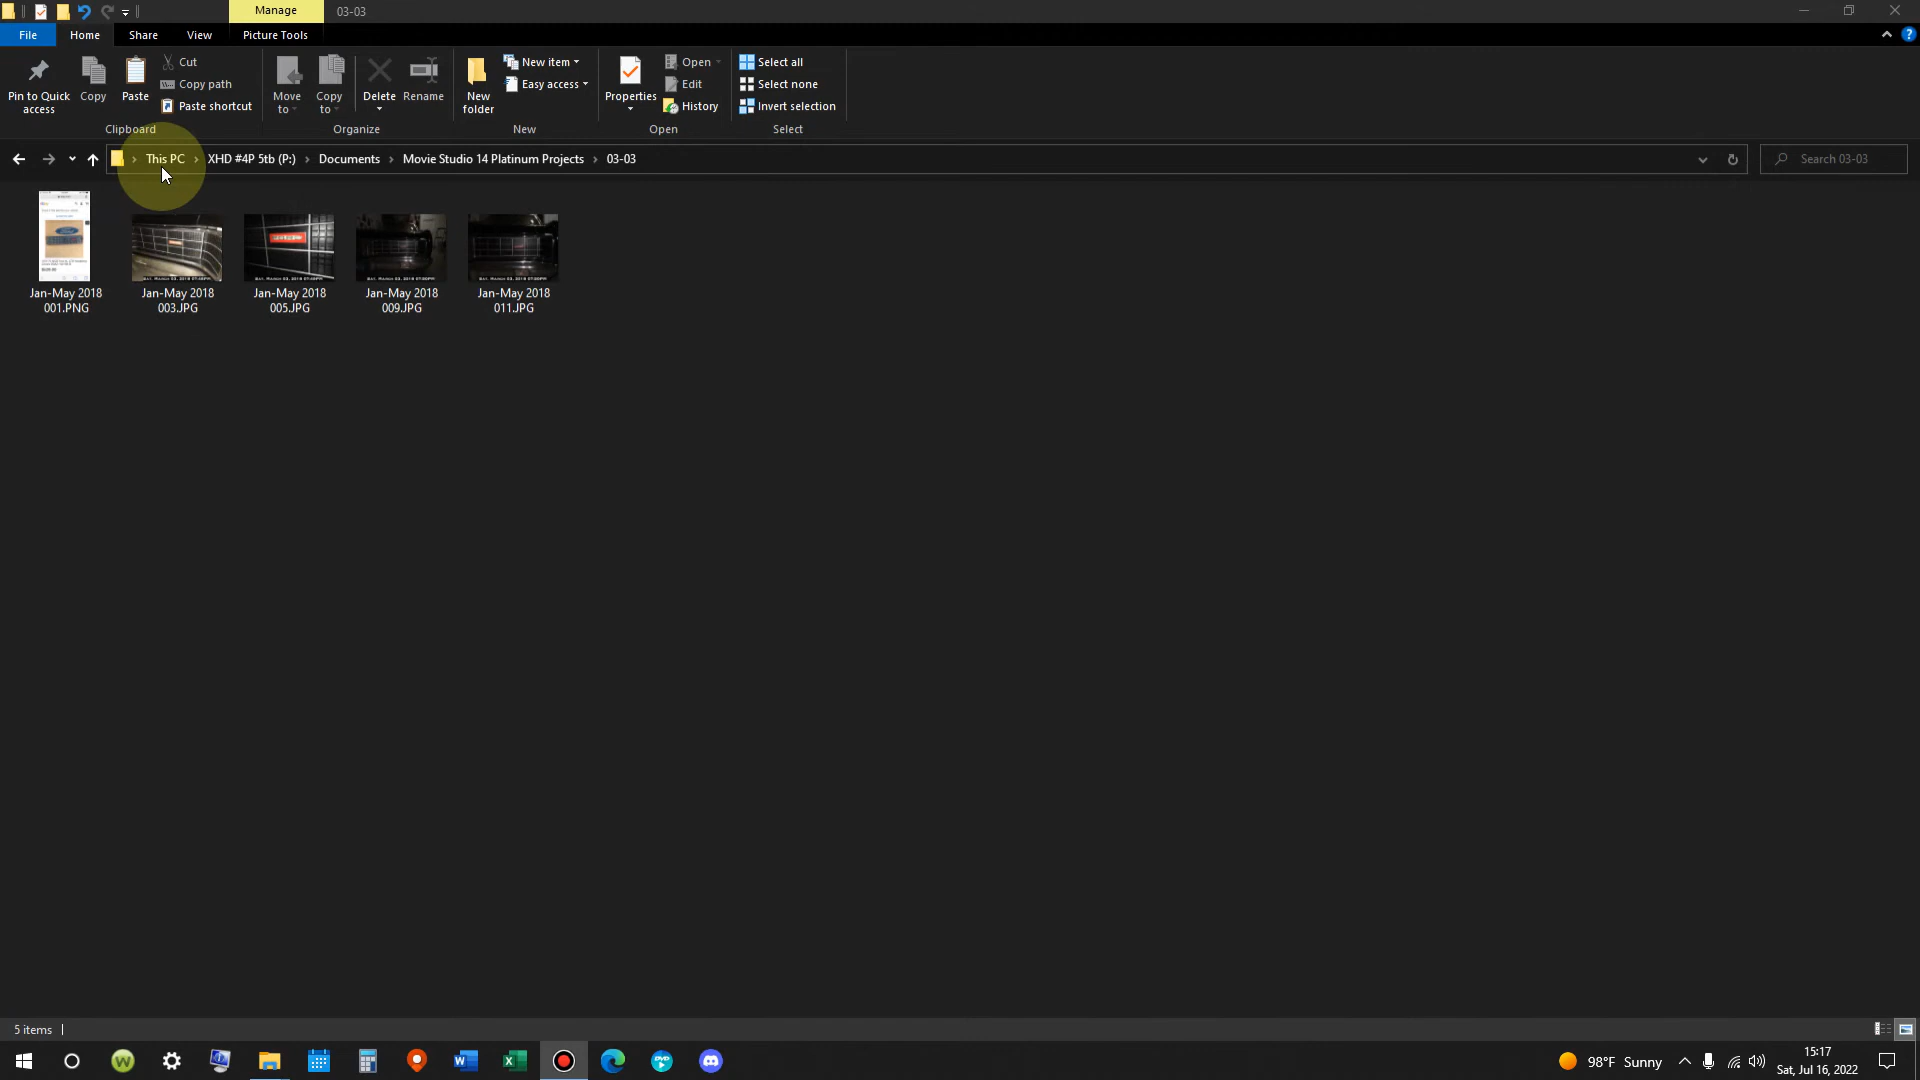 Manage
03-03
File
Home
Share
View
Picture Tools
Pin to Quick
access
Copy
Paste
Cut
Copy path
Paste shortcut
Clipboard
Move
to
Copy
to
Delete
Rename
Organize
New
folder
New item
Easy access
New
Properties
Open
Edit
History
Open
Select all
Select none
Invert selection
Select
This PC
XHD #4P 5tb (P:)
Documents
Movie Studio 14 Platinum Projects
03-03
Search 03-03
Ford
Jan-May 2018
001.PNG
Jan-May 2018
003.JPG
Jan-May 2018
005.JPG
Jan-May 2018
009.JPG
Jan-May 2018
011.JPG
5 items
98°F Sunny
15:17
Sat, Jul 16, 2022